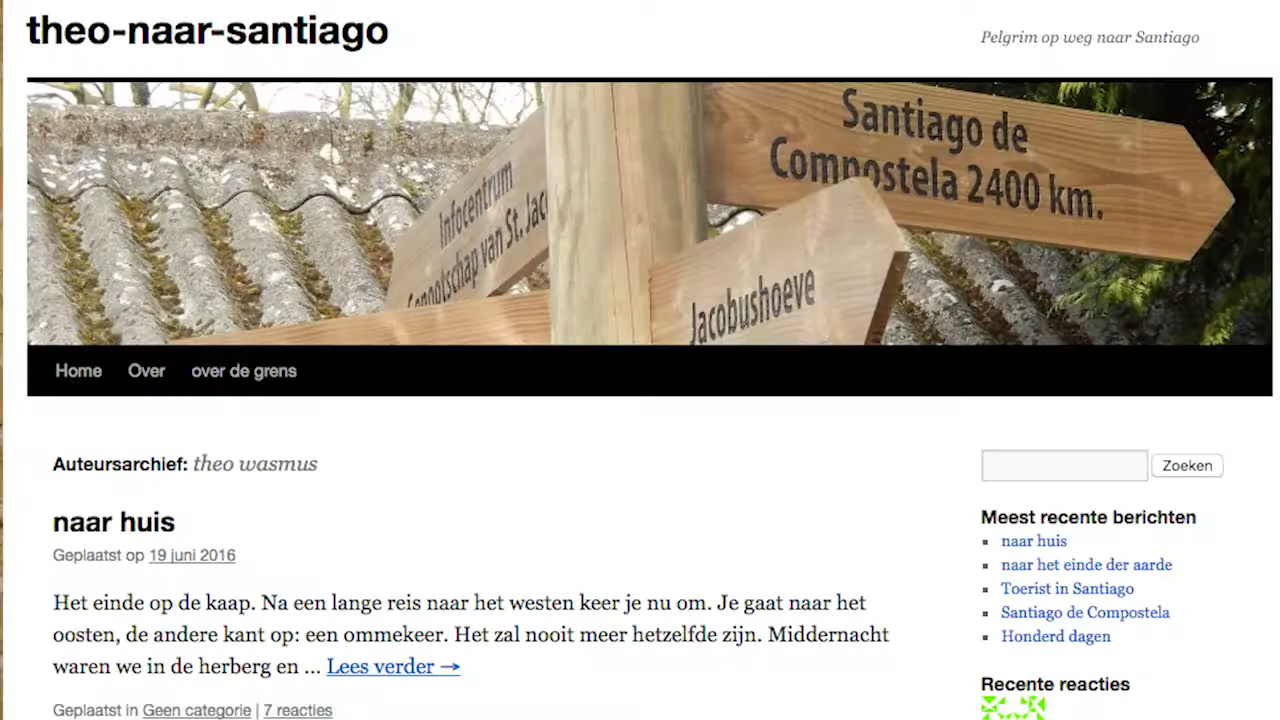 theo-naar-santiago
Pelgrim op weg naar Santiago
Santiago de
Compostela 2400 km.
Infocentrum
Genootschap van St. Jac
Jacobushoeve
Home Over over de grens
Auteursarchief: theo wasmus
Zoeken
naar huis
Geplaatst op 19 juni 2016
Het einde op de kaap. Na een lange reis naar het westen keer je nu om. Je gaat naar het
oosten, de andere kant op: een ommekeer. Het zal nooit meer hetzelfde zijn. Middernacht
waren we in de herberg en ... Lees verder →
Geplaatst in Geen categorie | 7 reacties
Meest recente berichten
naar huis
naar het einde der aarde
Toerist in Santiago
Santiago de Compostela
Honderd dagen
Recente reacties